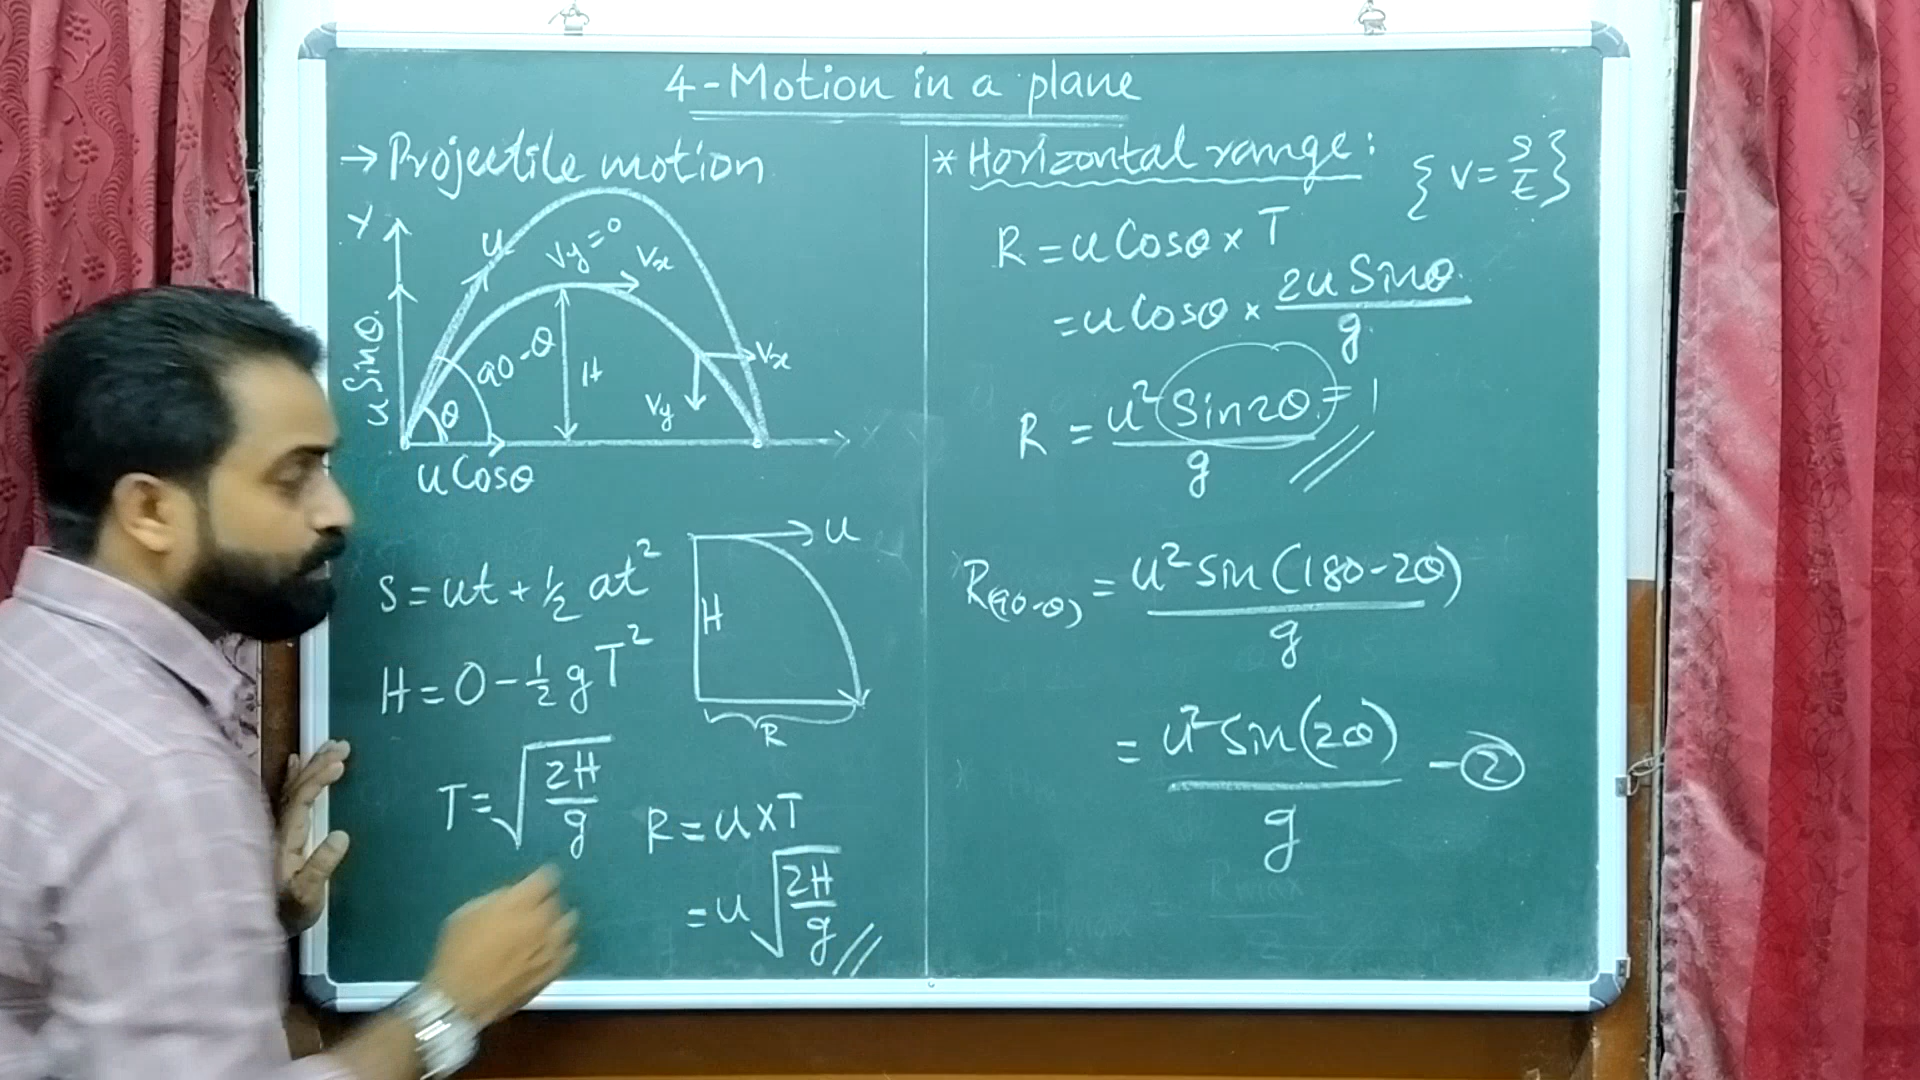 4-Motion in a plane
→ Projectile motion
Y
u
Vy=0
Vx
u Sinθ
90-θ
H
Vx
Vy
θ
u Cosθ
S = ut + ½ at²
u
H
R
H = 0 - ½ g T²
T = √(2H/g)
R = u×T
= u √(2H/g) //
* Horizontal range:
{ v = s/t }
R = u Cosθ × T
= u Cosθ × 2u Sinθ / g
R = u² Sin2θ / g = 1 //
R(90-θ) = u² sin(180-2θ) / g
= u² sin(2θ) / g - ②